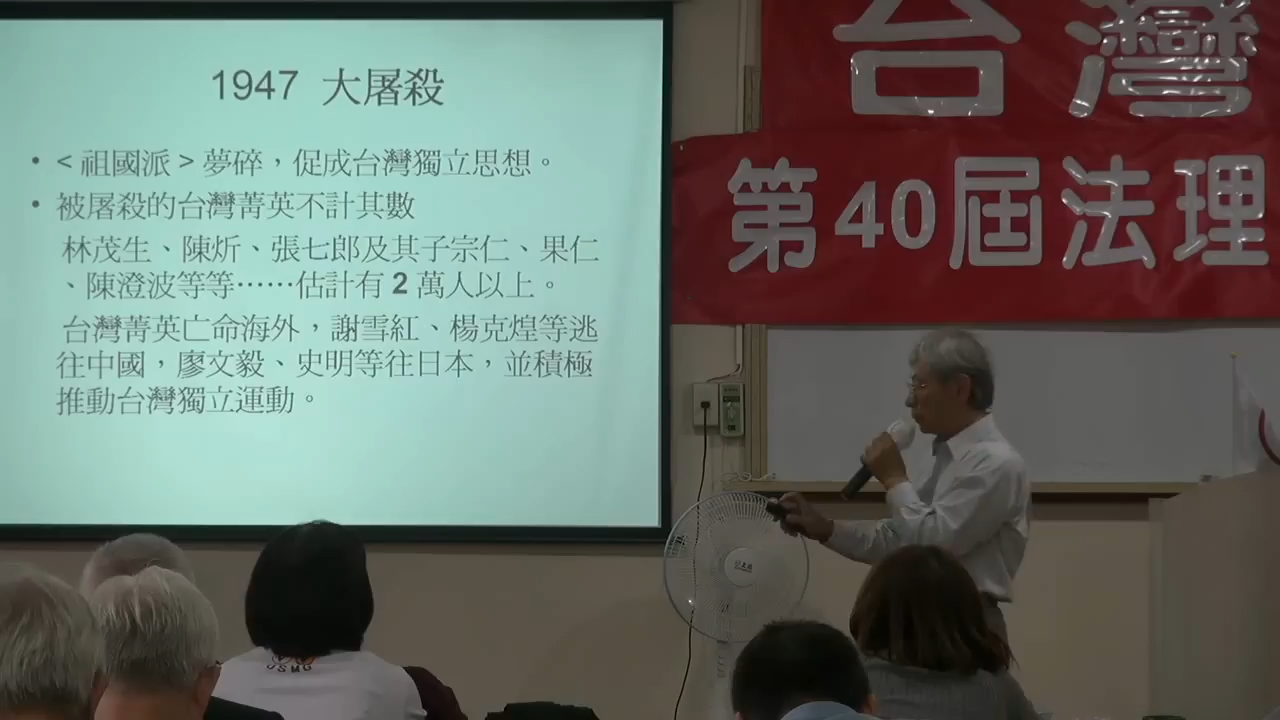 1947 大屠殺
• < 祖國派 > 夢碎，促成台灣獨立思想。
• 被屠殺的台灣菁英不計其數
林茂生、陳炘、張七郎及其子宗仁、果仁
、陳澄波等等……估計有 2 萬人以上。
台灣菁英亡命海外，謝雪紅、楊克煌等逃
往中國，廖文毅、史明等往日本，並積極
推動台灣獨立運動。
台灣
第40屆法理
JSMG